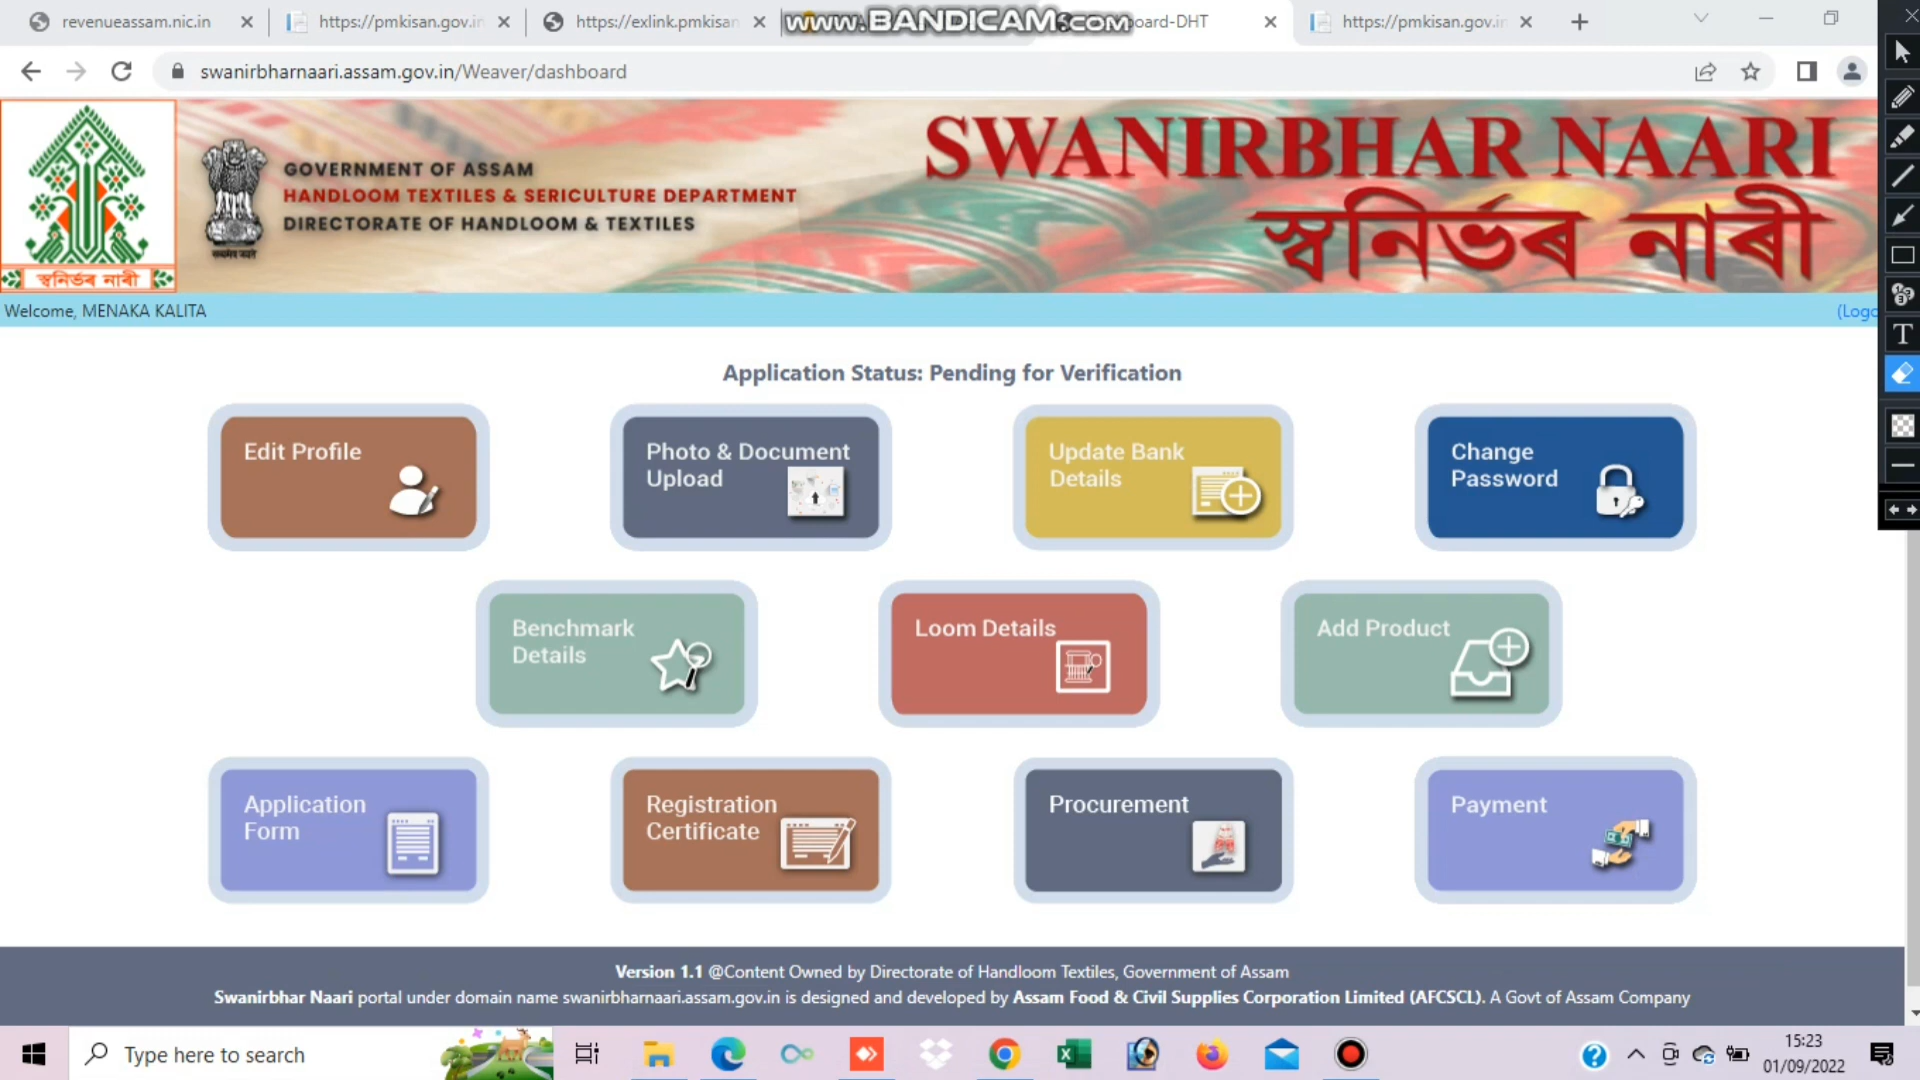 revenueassam.nic.in
https://pmkisan.gov.in
https://exlink.pmkisan
www.BANDICAM.com
board-DHT
https://pmkisan.gov.in
swanirbharnaari.assam.gov.in/Weaver/dashboard
স্বনিৰ্ভৰ নাৰী
सत्यमेव जयते
GOVERNMENT OF ASSAM
HANDLOOM TEXTILES & SERICULTURE DEPARTMENT
DIRECTORATE OF HANDLOOM & TEXTILES
SWANIRBHAR NAARI
স্বনিৰ্ভৰ নাৰী
Welcome, MENAKA KALITA
(Logo
Application Status: Pending for Verification
Edit Profile
Photo & Document
Upload
Update Bank
Details
Change
Password
Benchmark
Details
Loom Details
Add Product
Application
Form
Registration
Certificate
Procurement
Payment
Version 1.1 @Content Owned by Directorate of Handloom Textiles, Government of Assam
Swanirbhar Naari portal under domain name swanirbharnaari.assam.gov.in is designed and developed by Assam Food & Civil Supplies Corporation Limited (AFCSCL). A Govt of Assam Company
Type here to search
15:23
01/09/2022